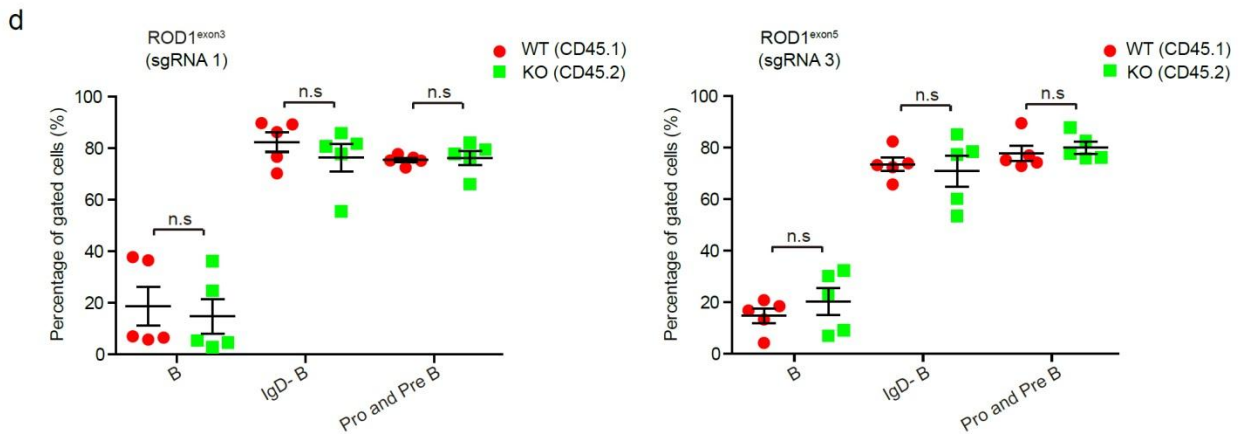 d
ROD1exon3
(sgRNA 1)
WT (CD45.1)
KO (CD45.2)
Percentage of gated cells (%)
100
80
60
40
20
0
n.s
n.s
n.s
B
IgD- B
Pro and Pre B
ROD1exon5
(sgRNA 3)
WT (CD45.1)
KO (CD45.2)
Percentage of gated cells (%)
100
80
60
40
20
0
n.s
n.s
n.s
B
IgD- B
Pro and Pre B